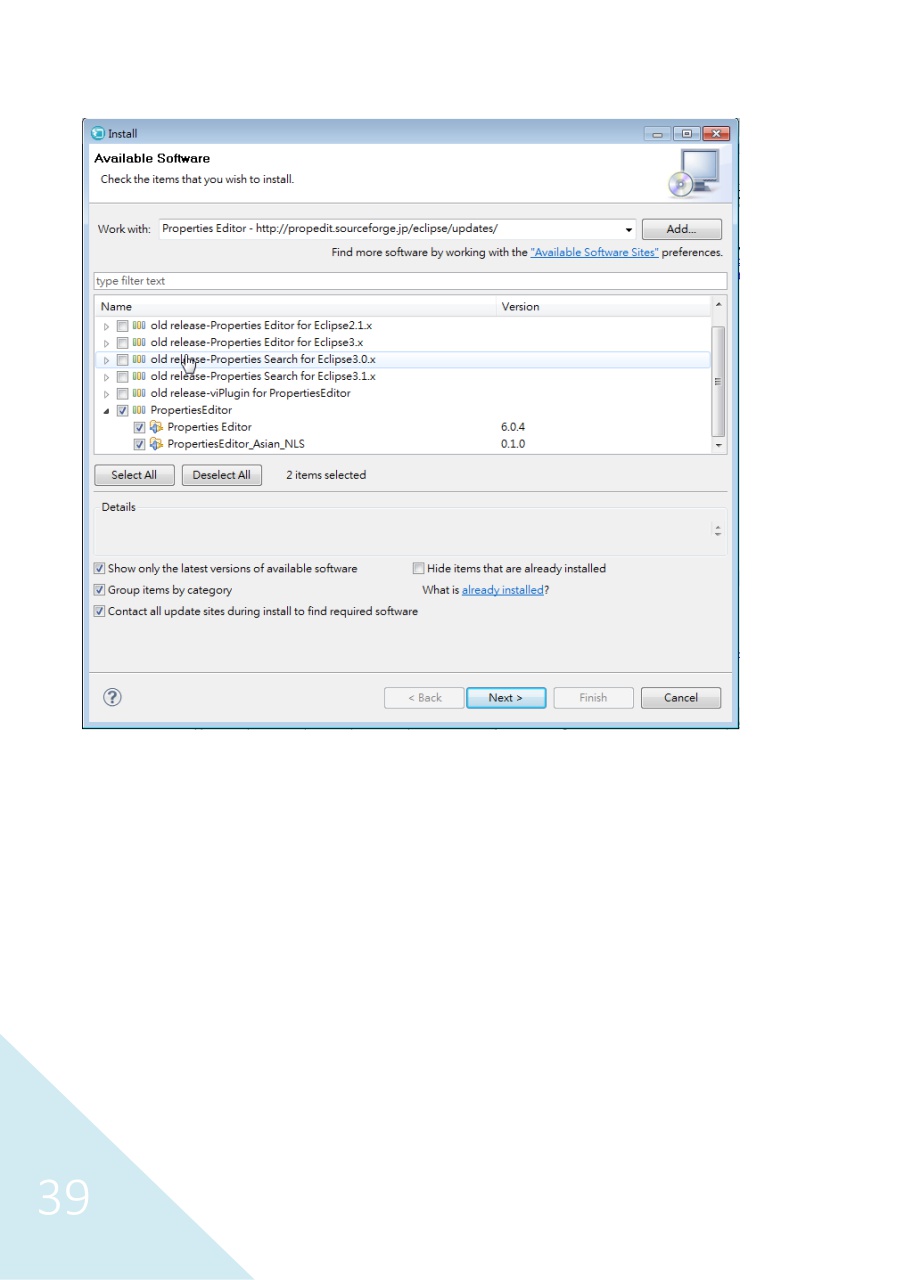 Install
Available Software
Check the items that you wish to install.
Work with: Properties Editor - http://propedit.sourceforge.jp/eclipse/updates/ Add...
Find more software by working with the "Available Software Sites" preferences.
type filter text
Name Version
old release-Properties Editor for Eclipse2.1.x
old release-Properties Editor for Eclipse3.x
old release-Properties Search for Eclipse3.0.x
old release-Properties Search for Eclipse3.1.x
old release-viPlugin for PropertiesEditor
PropertiesEditor
Properties Editor 6.0.4
PropertiesEditor_Asian_NLS 0.1.0
Select All Deselect All 2 items selected
Details
Show only the latest versions of available software Hide items that are already installed
Group items by category What is already installed?
Contact all update sites during install to find required software
? < Back Next > Finish Cancel
39